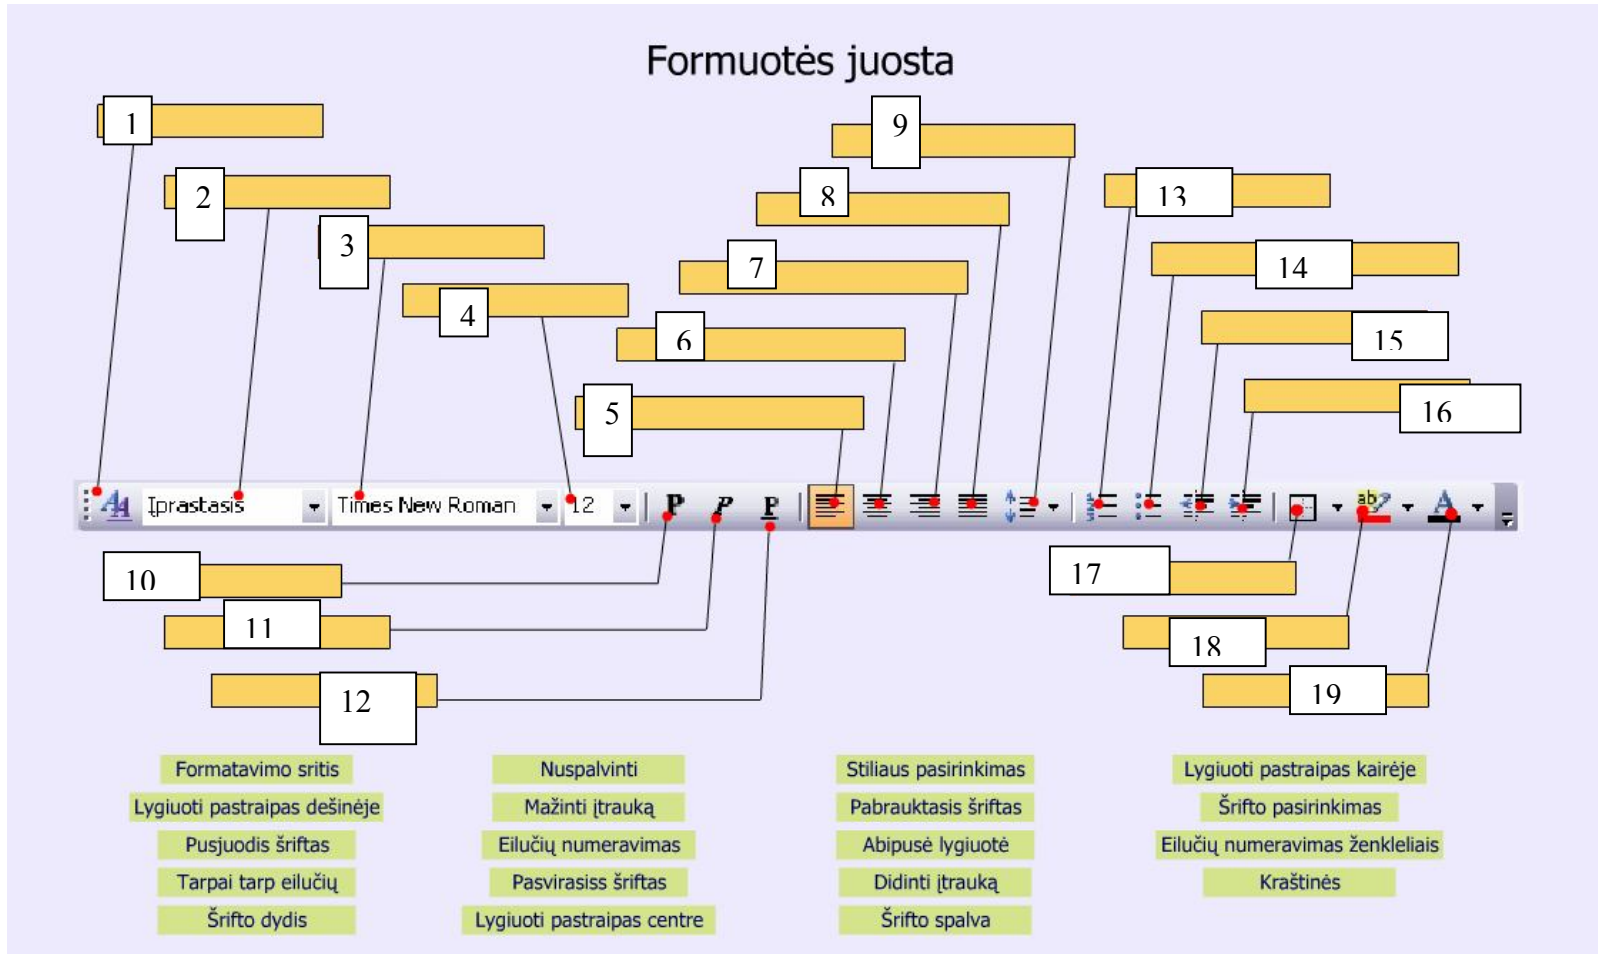 Formuotės juosta
1
2
3
4
5
6
7
8
9
13
14
15
16
Įprastasis
Times New Roman
12
P
P
P
ab
A
10
11
12
17
18
19
Formatavimo sritis
Lygiuoti pastraipas dešinėje
Pusjuodis šriftas
Tarpai tarp eilučių
Šrifto dydis
Nuspalvinti
Mažinti įtrauką
Eilučių numeravimas
Pasvirasiss šriftas
Lygiuoti pastraipas centre
Stiliaus pasirinkimas
Pabrauktasis šriftas
Abipusė lygiuotė
Didinti įtrauką
Šrifto spalva
Lygiuoti pastraipas kairėje
Šrifto pasirinkimas
Eilučių numeravimas ženkleliais
Kraštinės